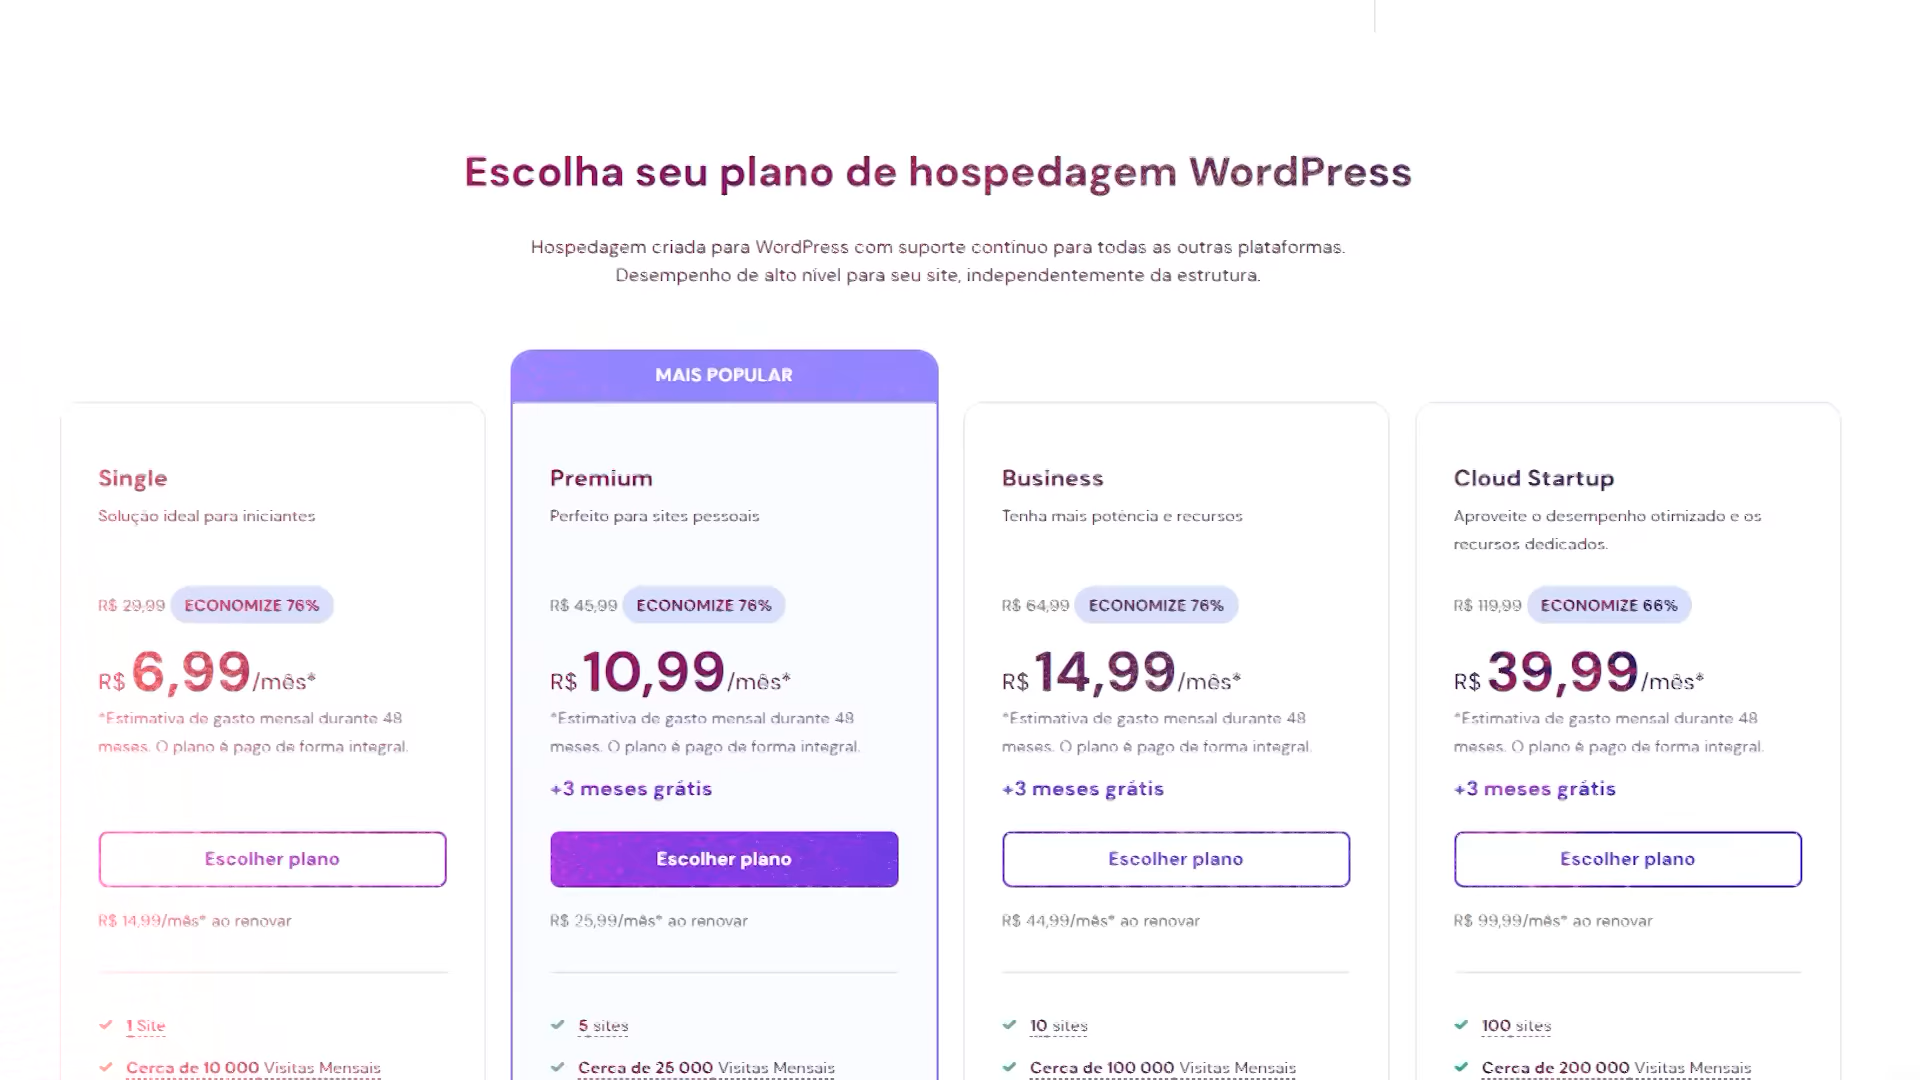 Escolha seu plano de hospedagem WordPress
Hospedagem criada para WordPress com suporte contínuo para todas as outras plataformas.
Desempenho de alto nível para seu site, independentemente da estrutura.
MAIS POPULAR
Single
Solução ideal para iniciantes
R$ 29,99 ECONOMIZE 76%
R$ 6,99/mês*
*Estimativa de gasto mensal durante 48
meses. O plano é pago de forma integral.
Escolher plano
R$ 14,99/mês* ao renovar
1 Site
Cerca de 10 000 Visitas Mensais
Premium
Perfeito para sites pessoais
R$ 45,99 ECONOMIZE 76%
R$ 10,99/mês*
*Estimativa de gasto mensal durante 48
meses. O plano é pago de forma integral.
+3 meses grátis
Escolher plano
R$ 25,99/mês* ao renovar
5 sites
Cerca de 25 000 Visitas Mensais
Business
Tenha mais potência e recursos
R$ 64,99 ECONOMIZE 76%
R$ 14,99/mês*
*Estimativa de gasto mensal durante 48
meses. O plano é pago de forma integral.
+3 meses grátis
Escolher plano
R$ 44,99/mês* ao renovar
10 sites
Cerca de 100 000 Visitas Mensais
Cloud Startup
Aproveite o desempenho otimizado e os
recursos dedicados.
R$ 119,99 ECONOMIZE 66%
R$ 39,99/mês*
*Estimativa de gasto mensal durante 48
meses. O plano é pago de forma integral.
+3 meses grátis
Escolher plano
R$ 99,99/mês* ao renovar
100 sites
Cerca de 200 000 Visitas Mensais